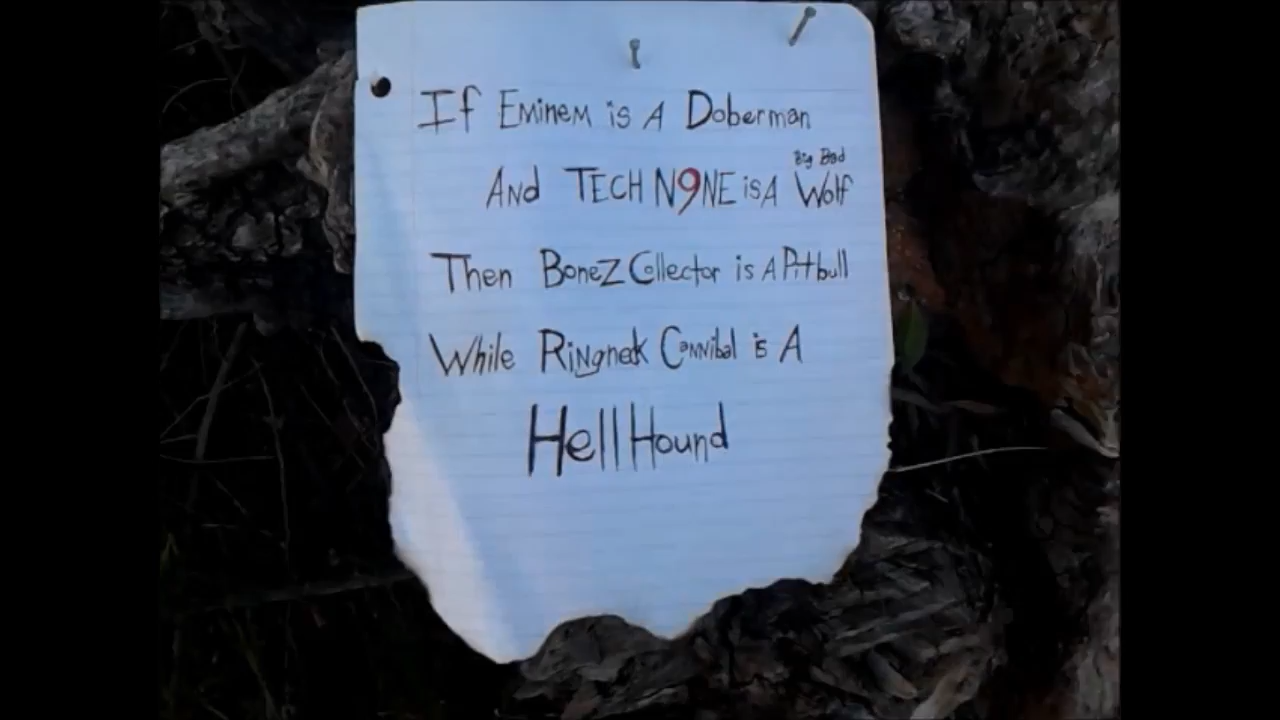 If Eminem is A Doberman
Big Bad
And TECH N9NE is A Wolf
Then BoneZ Collector is A Pitbull
While Ringnek Cannibal is A
Hell Hound